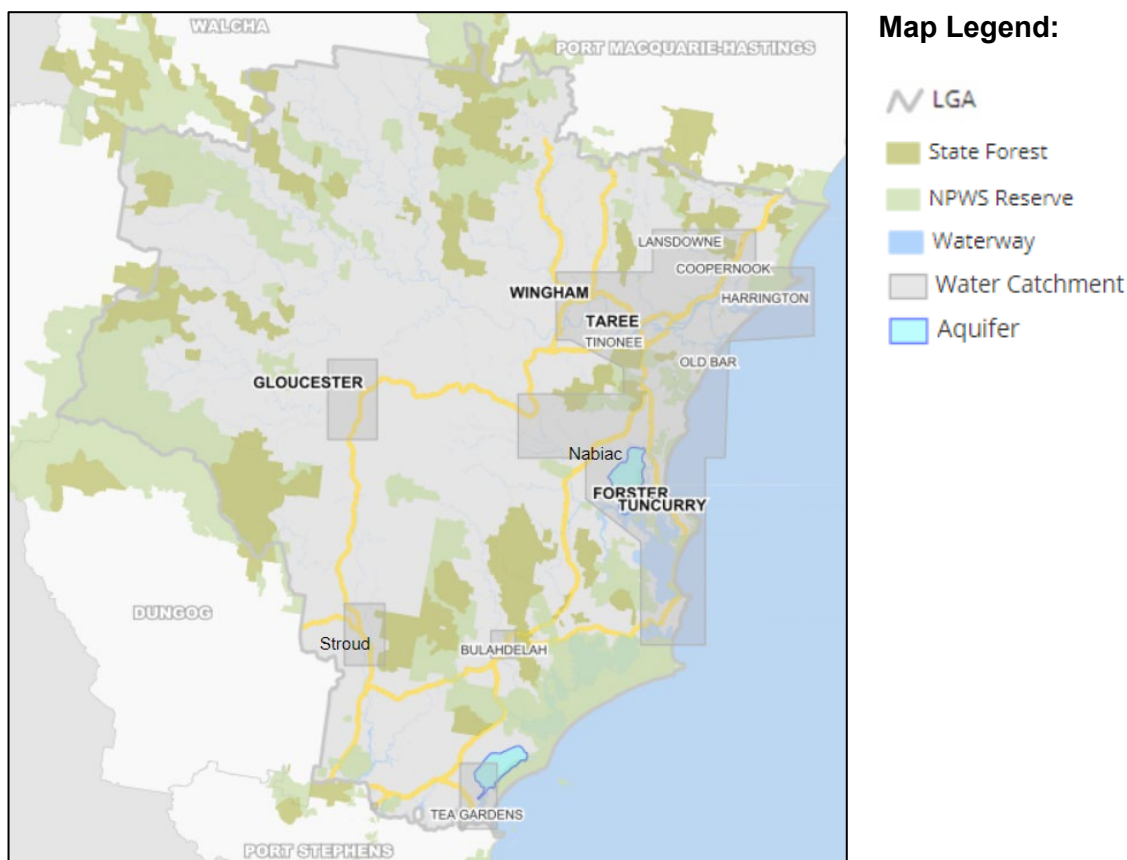 WALCHA
PORT MACQUARIE-HASTINGS
LANSDOWNE
COOPERNOOK
WINGHAM
HARRINGTON
TAREE
TINONEE
OLD BAR
GLOUCESTER
Nabiac
FORSTER
TUNCURRY
DUNGOG
Stroud
BULAHDELAH
TEA GARDENS
PORT STEPHENS
Map Legend:
LGA
State Forest
NPWS Reserve
Waterway
Water Catchment
Aquifer